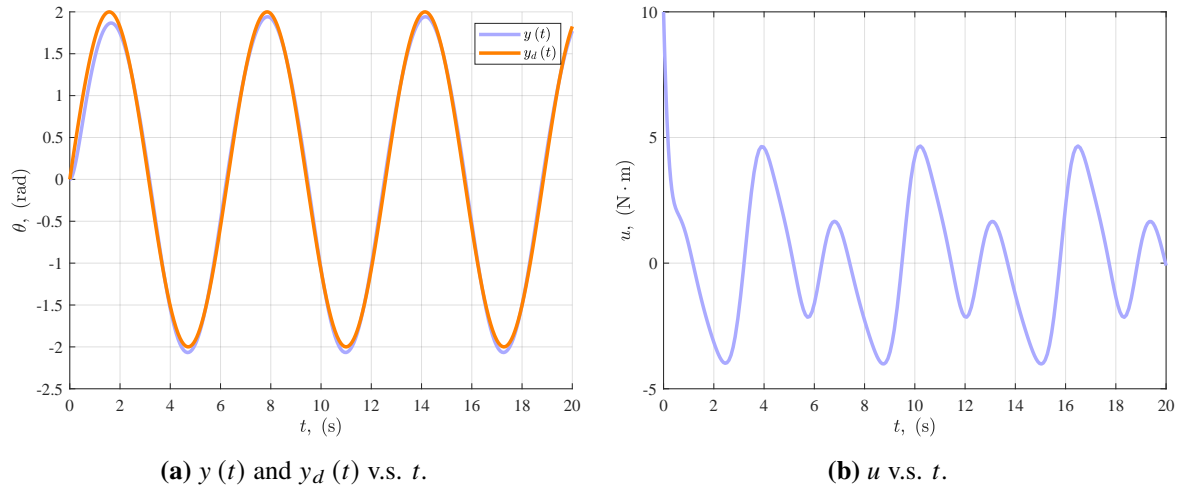 2
1.5
1
0.5
0
-0.5
-1
-1.5
-2
-2.5
θ, (rad)
y (t)
y_d (t)
0 2 4 6 8 10 12 14 16 18 20
t, (s)
(a) y (t) and y_d (t) v.s. t.
10
5
0
-5
u, (N · m)
0 2 4 6 8 10 12 14 16 18 20
t, (s)
(b) u v.s. t.